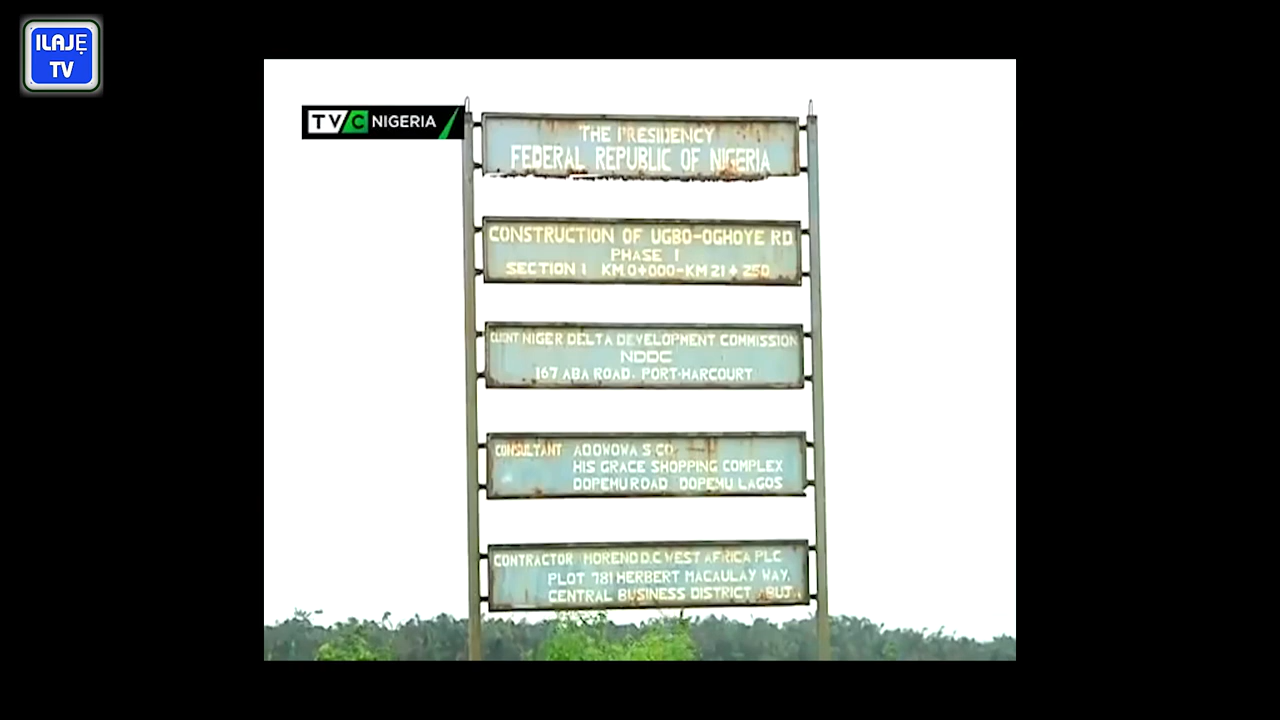 ILAJẸ
TV
TVC NIGERIA
THE PRESIDENCY
FEDERAL REPUBLIC OF NIGERIA
CONSTRUCTION OF UGBO-OGHOYE RD
PHASE 1
SECTION 1 KM 0+000-KM 21+250
CLIENT NIGER DELTA DEVELOPMENT COMMISSION
NDDC
167 ABA ROAD. PORT-HARCOURT
CONSULTANT AOOWOWA S CO.
HIS GRACE SHOPPING COMPLEX
DOPEMU ROAD DOPEMU LAGOS
CONTRACTOR D.C WEST AFRICA PLC
PLOT 781 HERBERT MACAULAY WAY,
CENTRAL BUSINESS DISTRICT ABUJA